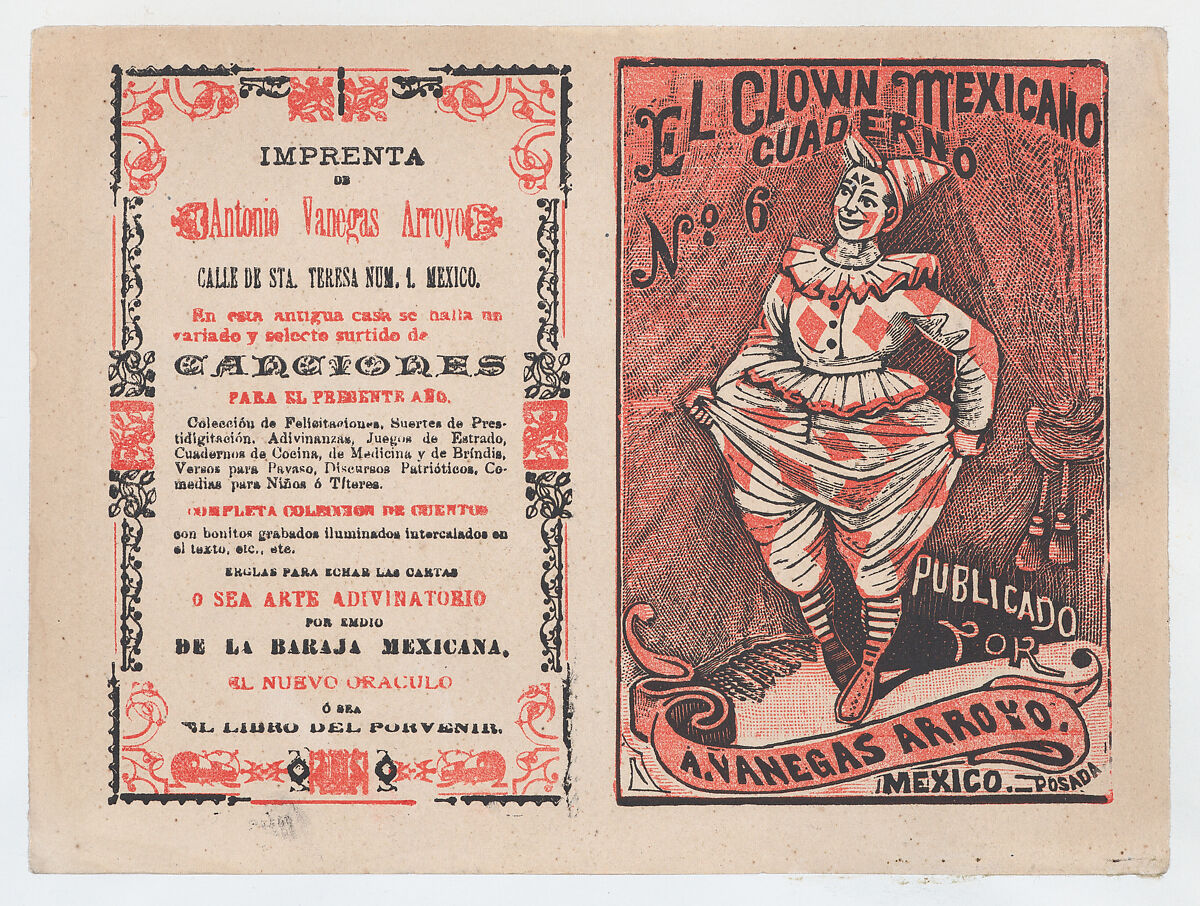 IMPRENTA
DE
Antonio Vanegas Arroyo
CALLE DE STA. TERESA NUM. 1. MEXICO.
En esta antigua casa se halla un
variado y selecto surtido de
CANCIONES
PARA EL PRESENTE AÑO.
Colección de Felicitaciones, Suertes de Pres-
tidigitación, Adivinanzas, Juegos de Estrado,
Cuadernos de Cocina, de Medicina y de Brindis,
Versos para Payaso, Discursos Patrióticos, Co-
medias para Niños ó Títeres.
COMPLETA COLECCION DE CUENTOS
con bonitos grabados iluminados intercalados en
el texto, etc., etc.
ERGLAS PARA ECHAR LAS CARTAS
O SEA ARTE ADIVINATORIO
POR EMDIO
DE LA BARAJA MEXICANA.
EL NUEVO ORACULO
Ó SEA
EL LIBRO DEL PORVENIR.
EL CLOWN MEXICANO
CUADERNO
No. 6
PUBLICADO
POR
A. VANEGAS ARROYO.
MEXICO.—POSADA